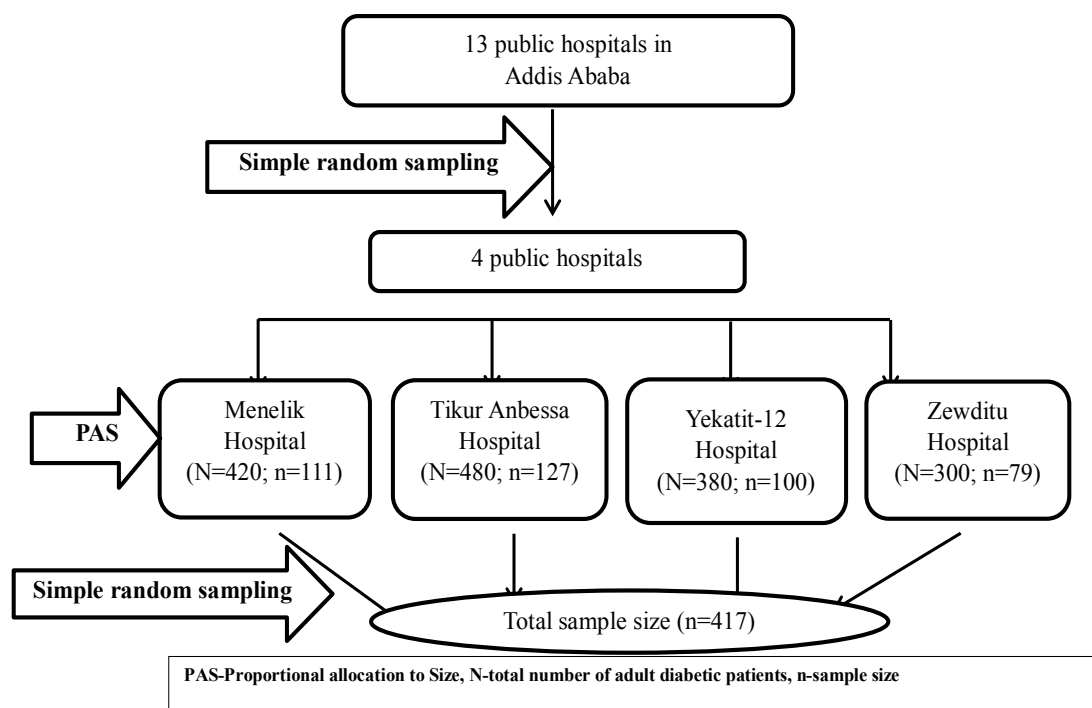 13 public hospitals in
Addis Ababa
Simple random sampling
4 public hospitals
PAS
Menelik
Hospital
(N=420; n=111)
Tikur Anbessa
Hospital
(N=480; n=127)
Yekatit-12
Hospital
(N=380; n=100)
Zewditu
Hospital
(N=300; n=79)
Simple random sampling
Total sample size (n=417)
PAS-Proportional allocation to Size, N-total number of adult diabetic patients, n-sample size